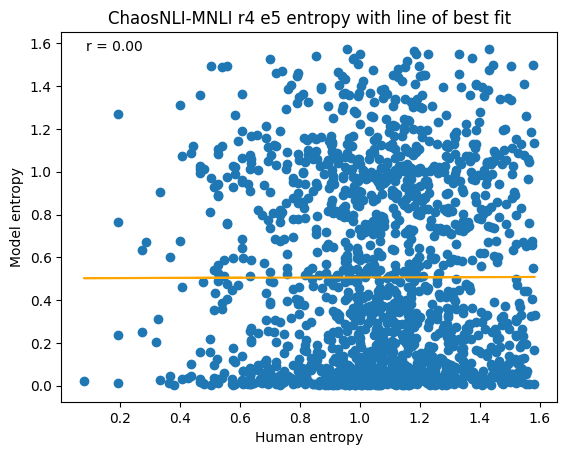 ChaosNLI-MNLI r4 e5 entropy with line of best fit
r = 0.00
Model entropy
1.6
1.4
1.2
1.0
0.8
0.6
0.4
0.2
0.0
0.2 0.4 0.6 0.8 1.0 1.2 1.4 1.6
Human entropy